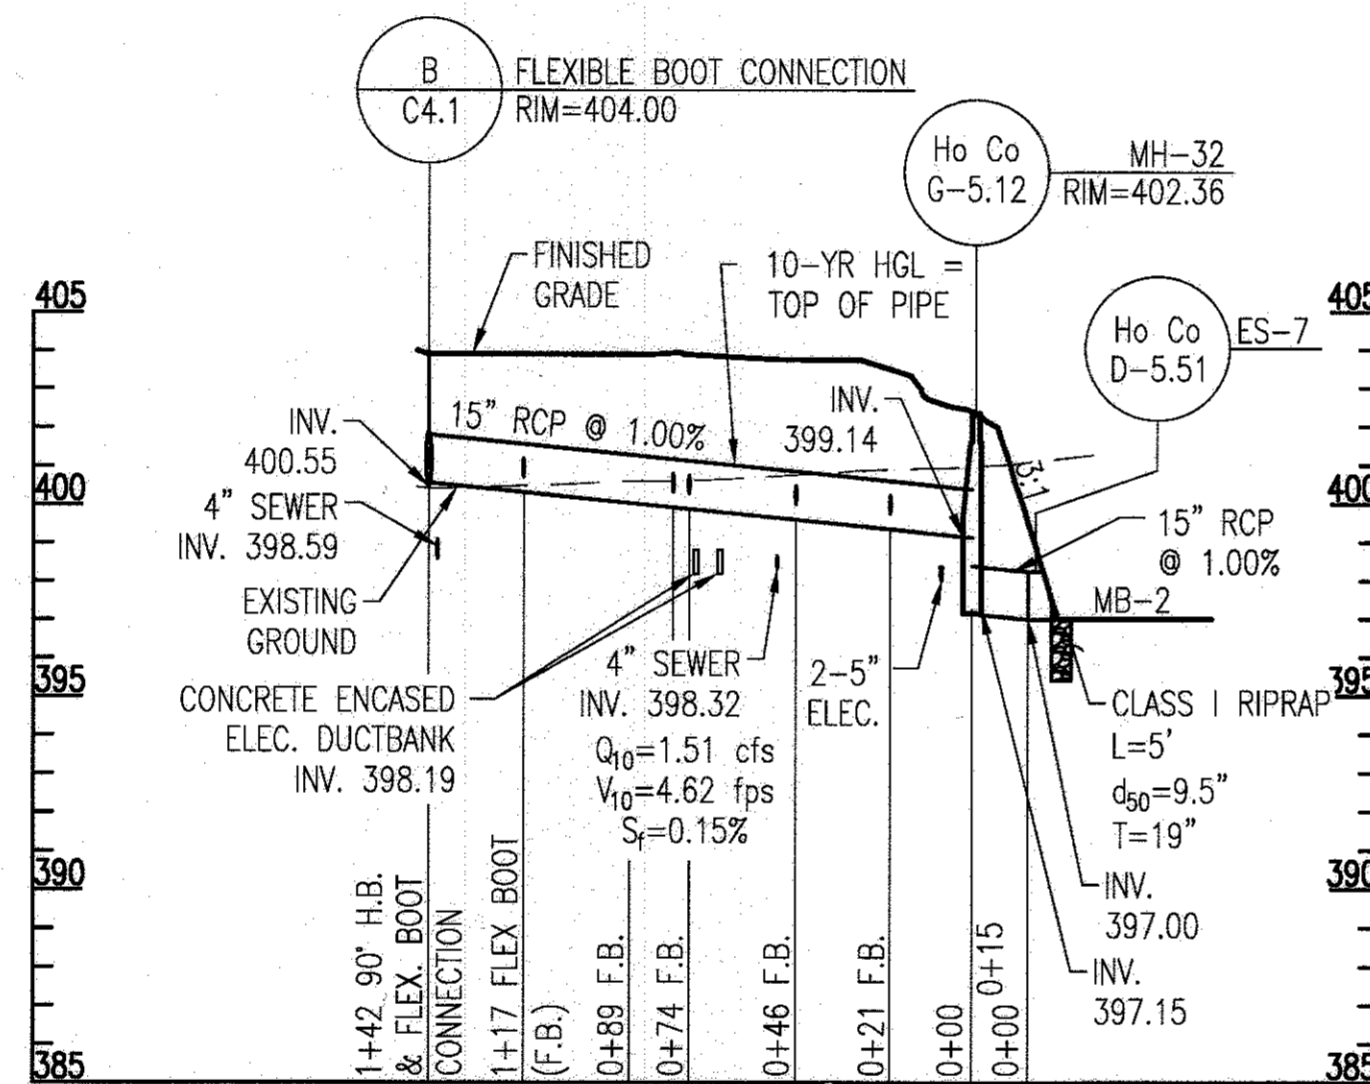 B
C4.1
FLEXIBLE BOOT CONNECTION
RIM=404.00
Ho Co
G-5.12
MH-32
RIM=402.36
Ho Co
D-5.51
ES-7
FINISHED
GRADE
10-YR HGL =
TOP OF PIPE
405
405
INV.
400.55
15" RCP @ 1.00%
INV.
399.14
3:1
400
400
4" SEWER
INV. 398.59
15" RCP
@ 1.00%
EXISTING
GROUND
MB-2
395
395
CONCRETE ENCASED
ELEC. DUCTBANK
INV. 398.19
4" SEWER
INV. 398.32
2-5"
ELEC.
Q10=1.51 cfs
V10=4.62 fps
Sf=0.15%
CLASS I RIPRAP
L=5'
d50=9.5"
T=19"
390
390
INV.
397.00
INV.
397.15
1+42 90° H.B.
& FLEX. BOOT
CONNECTION
1+17 FLEX BOOT
(F.B.)
0+89 F.B.
0+74 F.B.
0+46 F.B.
0+21 F.B.
0+00
0+15
0+00
385
385